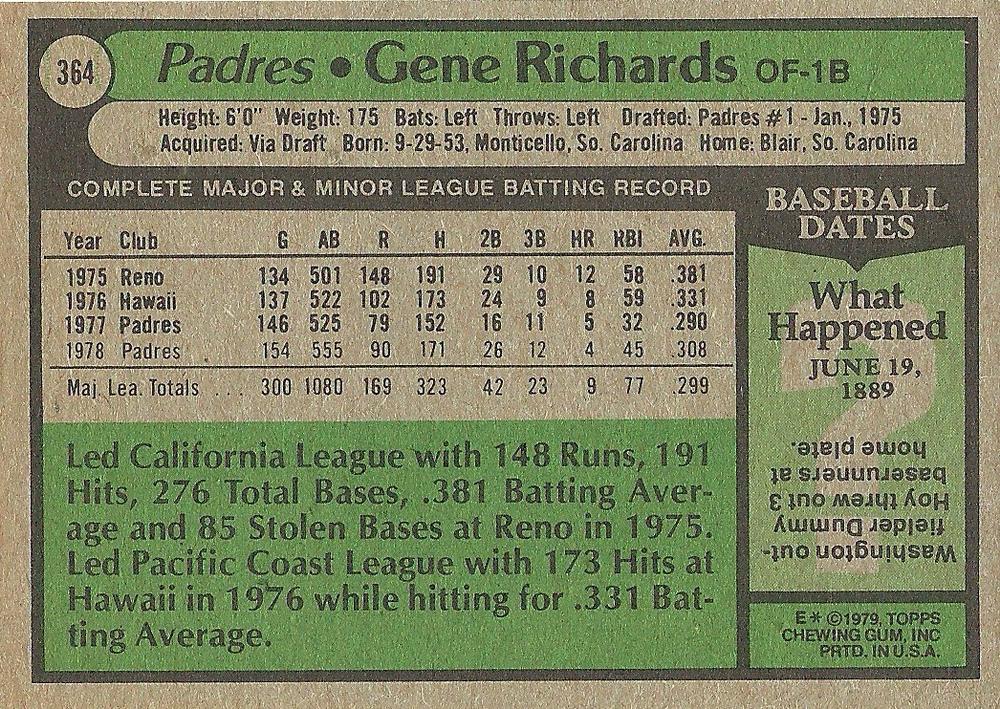 364 Padres • Gene Richards OF-1B
Height: 6'0" Weight: 175 Bats: Left Throws: Left Drafted: Padres #1 - Jan., 1975
Acquired: Via Draft Born: 9-29-53, Monticello, So. Carolina Home: Blair, So. Carolina
COMPLETE MAJOR & MINOR LEAGUE BATTING RECORD
Year Club G AB R H 2B 3B HR RBI AVG.
1975 Reno 134 501 148 191 29 10 12 58 .381
1976 Hawaii 137 522 102 173 24 9 8 59 .331
1977 Padres 146 525 79 152 16 11 5 32 .290
1978 Padres 154 555 90 171 26 12 4 45 .308
Maj. Lea. Totals ... 300 1080 169 323 42 23 9 77 .299
Led California League with 148 Runs, 191
Hits, 276 Total Bases, .381 Batting Aver-
age and 85 Stolen Bases at Reno in 1975.
Led Pacific Coast League with 173 Hits at
Hawaii in 1976 while hitting for .331 Bat-
ting Average.
BASEBALL
DATES
What
Happened
JUNE 19,
1889
Washington out-
fielder Dummy
Hoy threw out 3
baserunners at
home plate.
E* ©1979, TOPPS
CHEWING GUM, INC
PRTD. IN U.S.A.